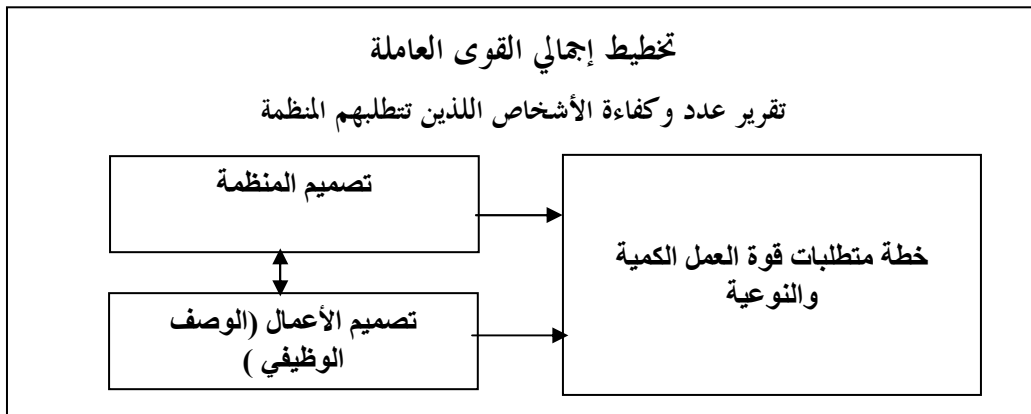 تخطيط إجمالي القوى العاملة
تقرير عدد وكفاءة الأشخاص اللذين تتطلبهم المنظمة
تصميم المنظمة
خطة متطلبات قوة العمل الكمية
والنوعية
تصميم الأعمال (الوصف
الوظيفي )